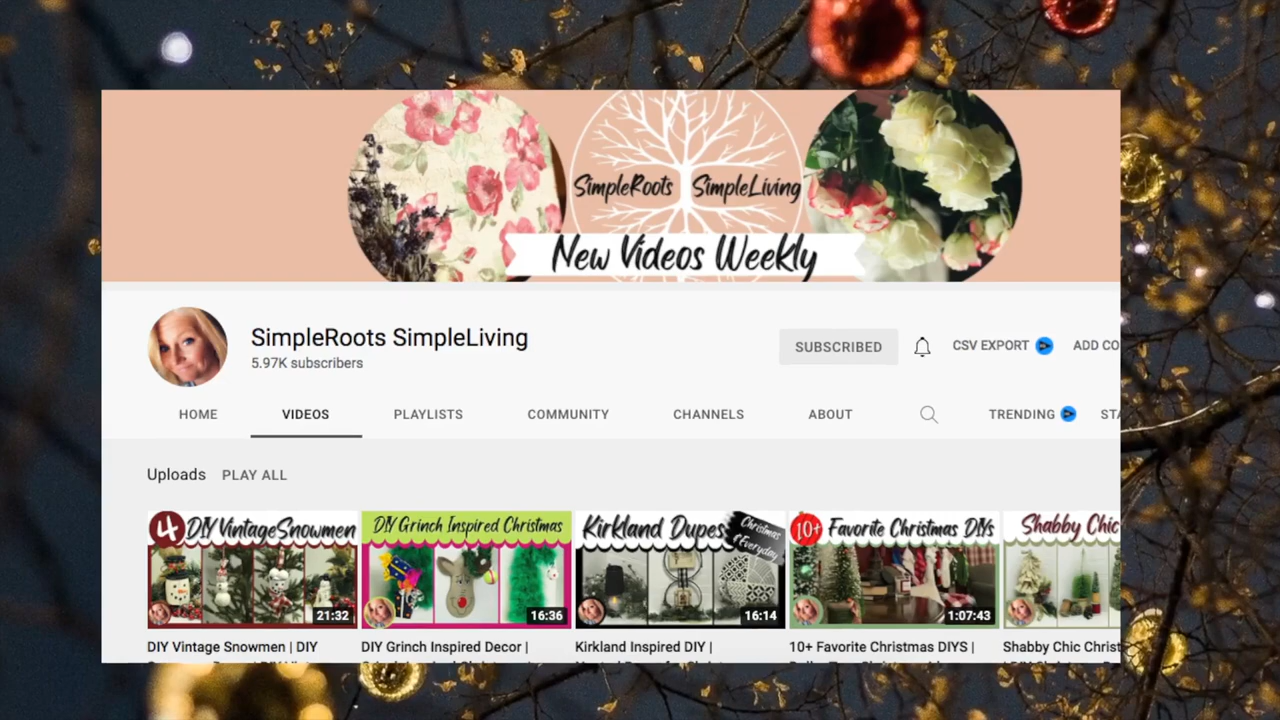 SimpleRoots SimpleLiving
New Videos Weekly
SimpleRoots SimpleLiving
5.97K subscribers
SUBSCRIBED
CSV EXPORT
ADD CO
HOME
VIDEOS
PLAYLISTS
COMMUNITY
CHANNELS
ABOUT
TRENDING
STA
Uploads
PLAY ALL
4 DIY Vintage Snowmen
21:32
DIY Grinch Inspired Christmas
16:36
Kirkland Dupes
Christmas
&Everyday
16:14
10+ Favorite Christmas DIYs
1:07:43
Shabby Chic
DIY Vintage Snowmen | DIY
DIY Grinch Inspired Decor |
Kirkland Inspired DIY |
10+ Favorite Christmas DIYS |
Shabby Chic Christ